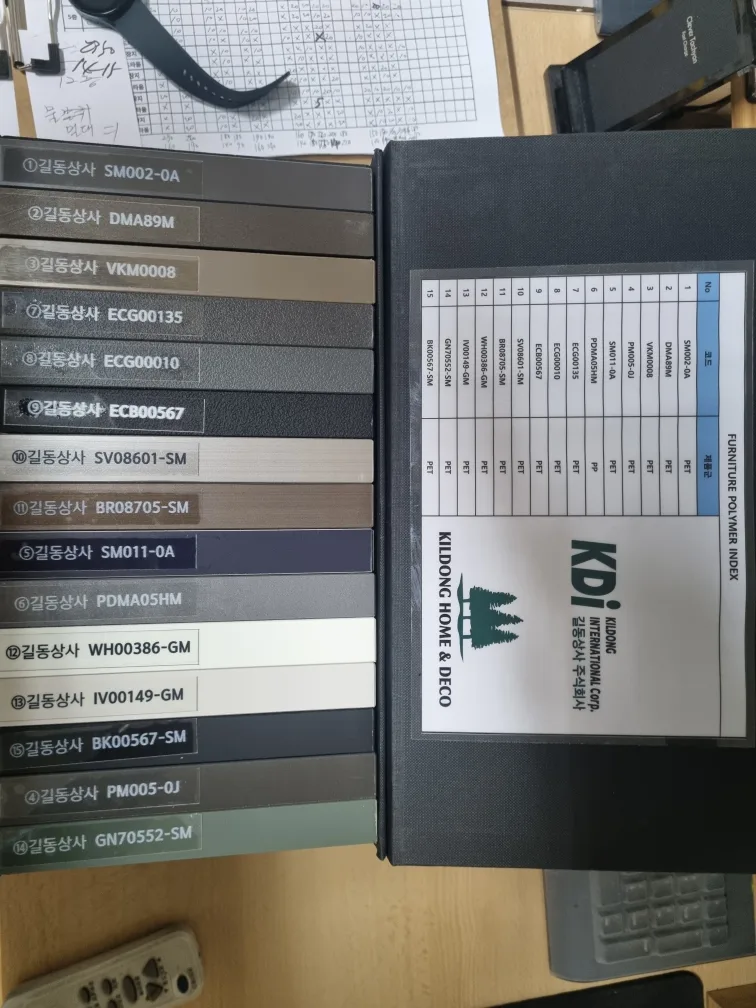 ①길동상사 SM002-0A
②길동상사 DMA89M
③길동상사 VKM0008
⑦길동상사 ECG00135
⑧길동상사 ECG00010
⑨길동상사 ECB00567
⑩길동상사 SV08601-SM
⑪길동상사 BR08705-SM
⑤길동상사 SM011-0A
⑥길동상사 PDMA05HM
⑫길동상사 WH00386-GM
⑬길동상사 IV00149-GM
⑮길동상사 BK00567-SM
④길동상사 PM005-0J
⑭길동상사 GN70552-SM
FURNITURE POLYMER INDEX
No 코드 제품군
1 SM002-0A PET
2 DMA89M PET
3 VKM0008 PET
4 PM005-0J PET
5 SM011-0A PET
6 PDMA05HM PP
7 ECG00135 PET
8 ECG00010 PET
9 ECB00567 PET
10 SV08601-SM PET
11 BR08705-SM PET
12 WH00386-GM PET
13 IV00149-GM PET
14 GN70552-SM PET
15 BK00567-SM PET
KDi KILDONG
INTERNATIONAL Corp.
길동상사 주식회사
KILDONG HOME & DECO